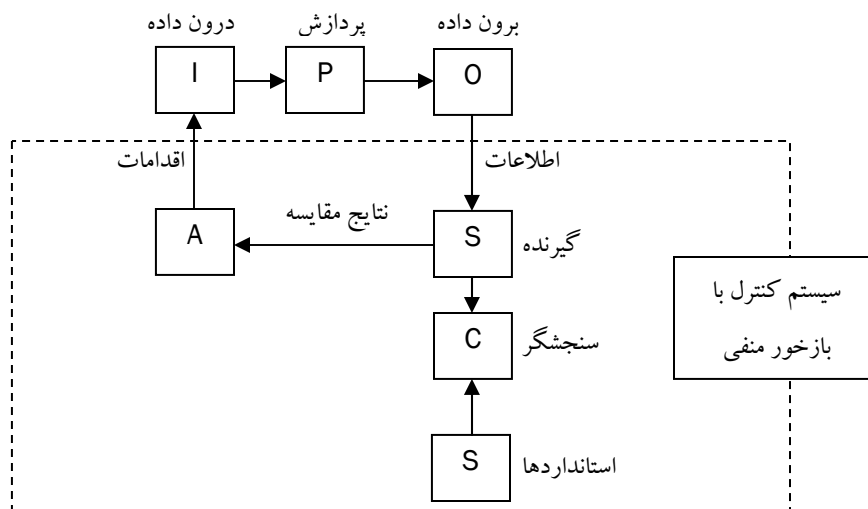 درون داده
پردازش
برون داده
I
P
O
اقدامات
اطلاعات
نتایج مقایسه
A
S
گیرنده
سیستم کنترل با
بازخور منفی
C
سنجشگر
S
استانداردها